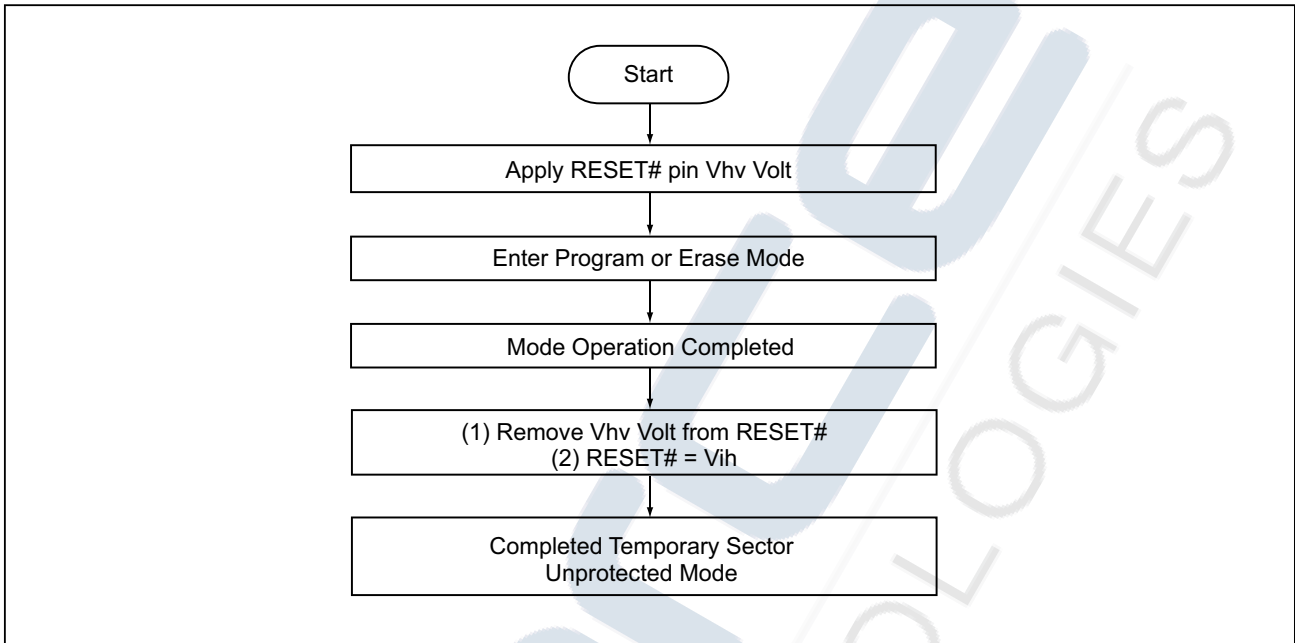 Start
Apply RESET# pin Vhv Volt
Enter Program or Erase Mode
Mode Operation Completed
(1) Remove Vhv Volt from RESET#
(2) RESET# = Vih
Completed Temporary Sector
Unprotected Mode